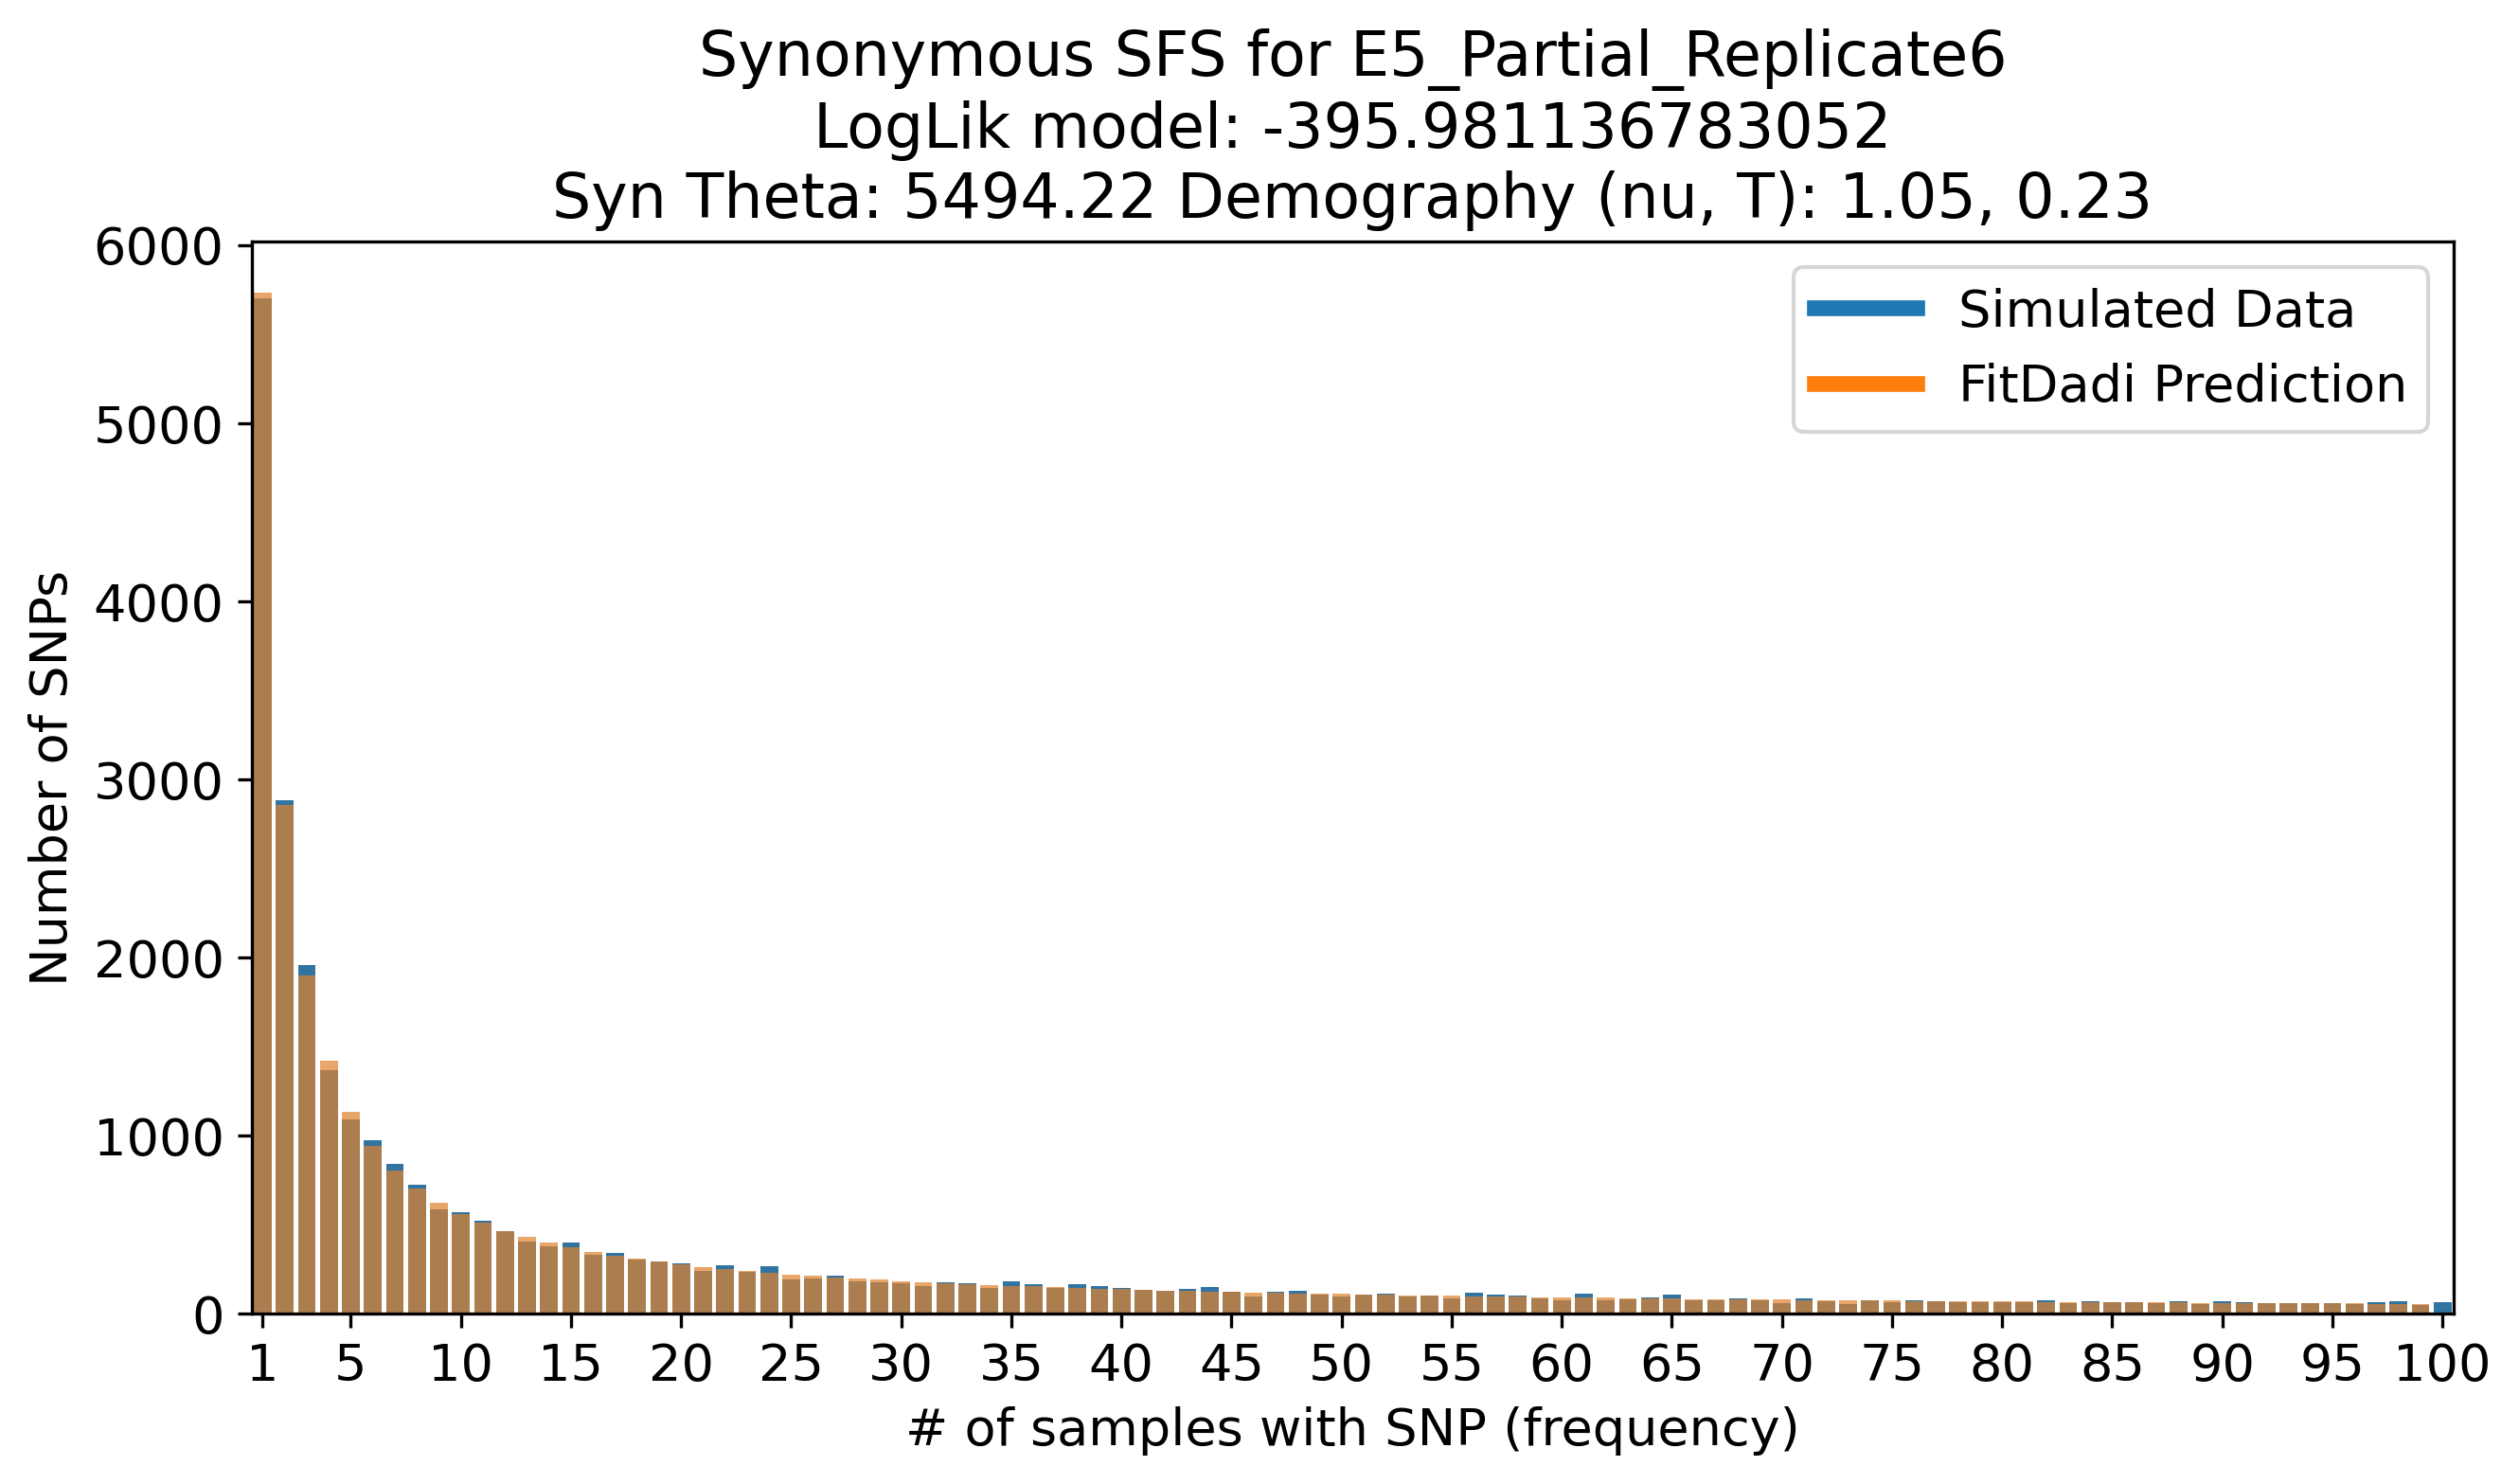 Synonymous SFS for E5_Partial_Replicate6
LogLik model: -395.981136783052
Syn Theta: 5494.22 Demography (nu, T): 1.05, 0.23
6000
5000
4000
3000
2000
1000
0
Number of SNPs
Simulated Data
FitDadi Prediction
1 5 10 15 20 25 30 35 40 45 50 55 60 65 70 75 80 85 90 95 100
# of samples with SNP (frequency)